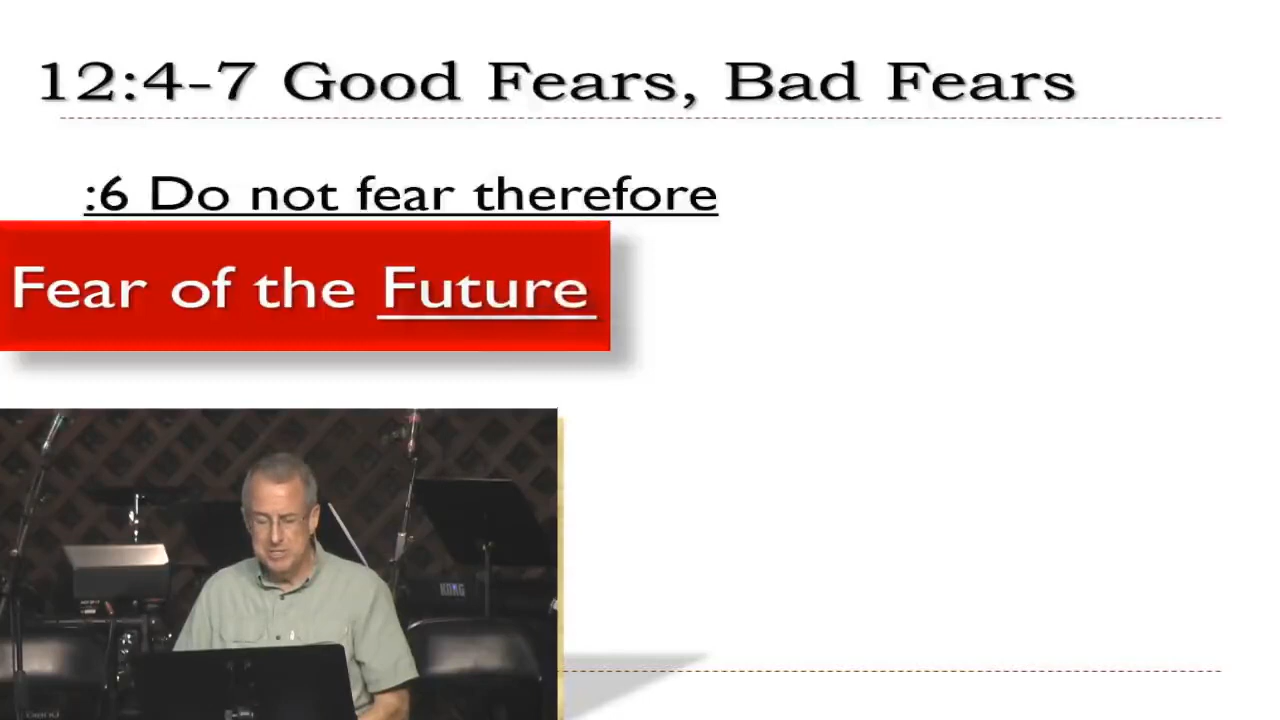 12:4-7 Good Fears, Bad Fears
:6 Do not fear therefore
Fear of the Future
KORG